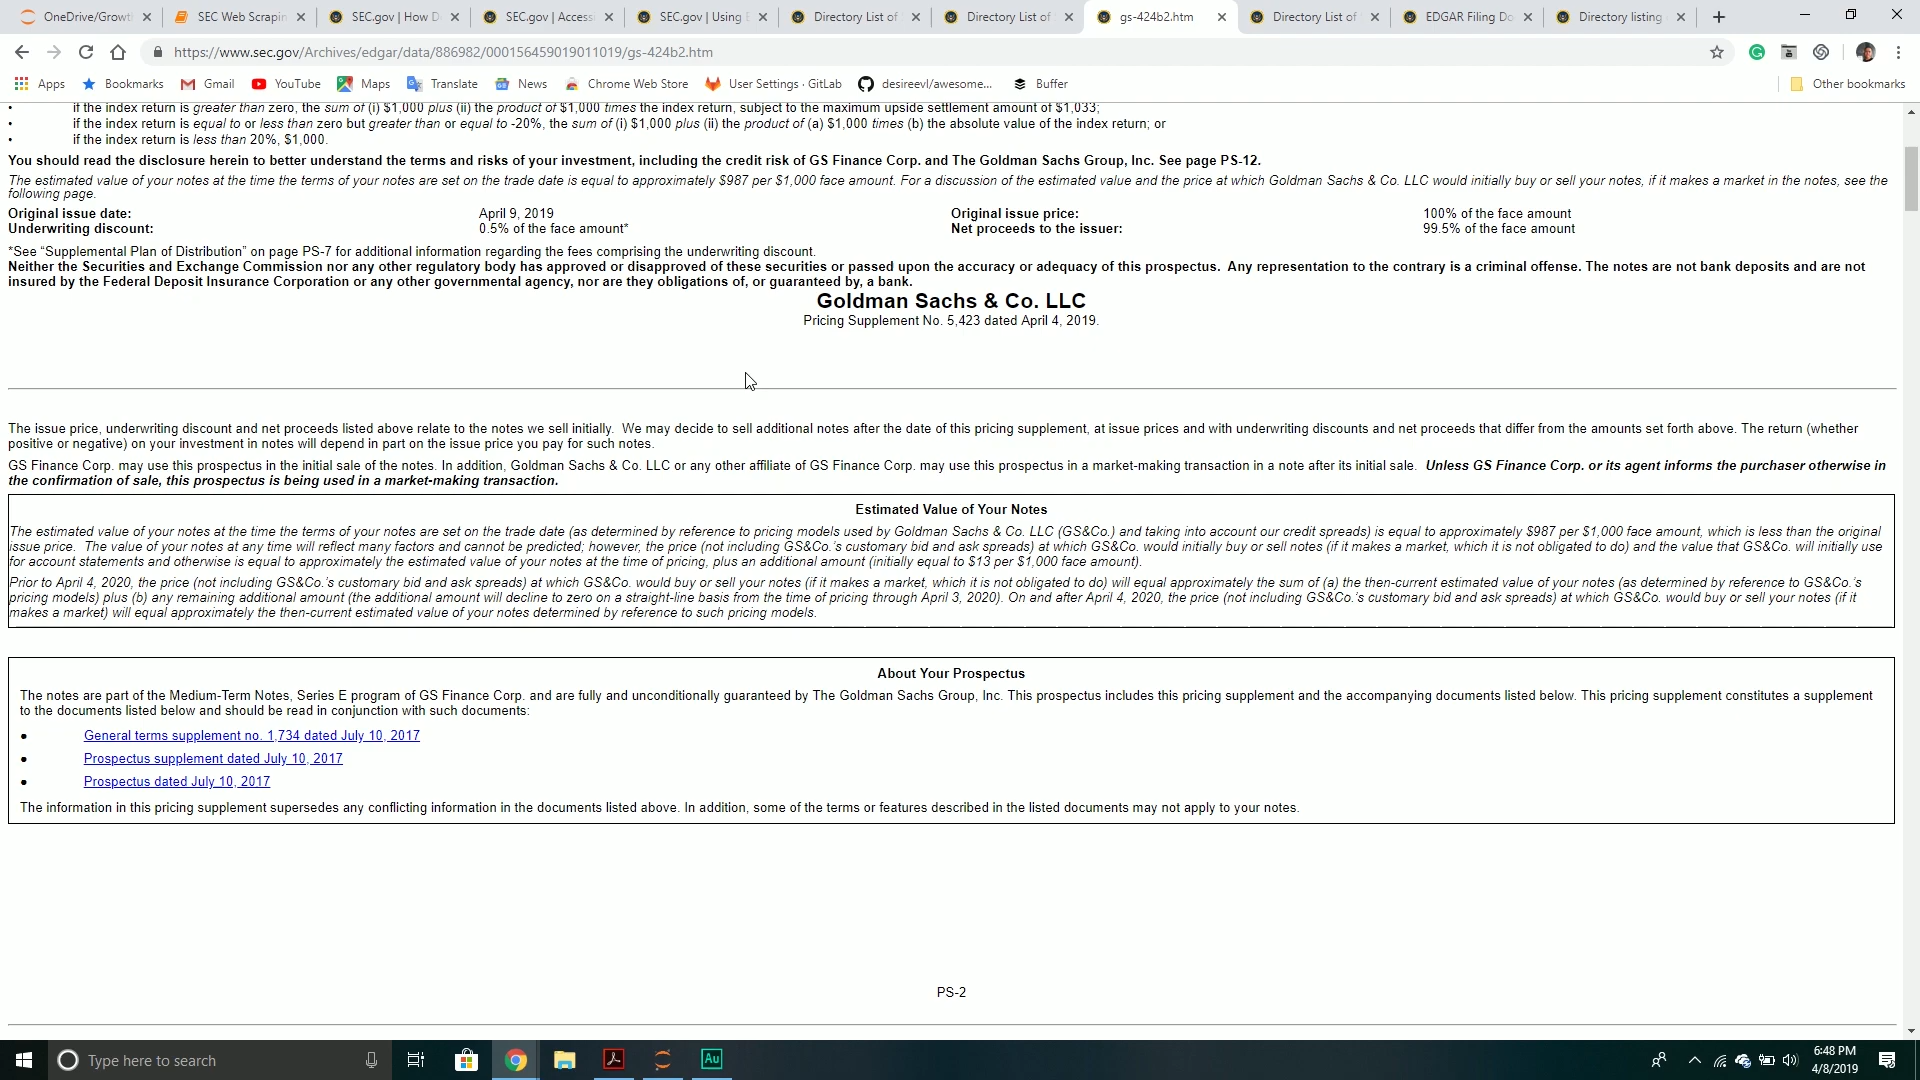 OneDrive/Growt
SEC Web Scrapin
SEC.gov | How D
SEC.gov | Access
SEC.gov | Using E
Directory List of
Directory List of
gs-424b2.htm
Directory List of
EDGAR Filing Do
Directory listing
https://www.sec.gov/Archives/edgar/data/886982/000156459019011019/gs-424b2.htm
Apps
Bookmarks
Gmail
YouTube
Maps
Translate
News
Chrome Web Store
User Settings · GitLab
desireevl/awesome...
Buffer
Other bookmarks
• if the index return is greater than zero, the sum of (i) $1,000 plus (ii) the product of $1,000 times the index return, subject to the maximum upside settlement amount of $1,033;
• if the index return is equal to or less than zero but greater than or equal to -20%, the sum of (i) $1,000 plus (ii) the product of (a) $1,000 times (b) the absolute value of the index return; or
• if the index return is less than 20%, $1,000.
You should read the disclosure herein to better understand the terms and risks of your investment, including the credit risk of GS Finance Corp. and The Goldman Sachs Group, Inc. See page PS-12.
The estimated value of your notes at the time the terms of your notes are set on the trade date is equal to approximately $987 per $1,000 face amount. For a discussion of the estimated value and the price at which Goldman Sachs & Co. LLC would initially buy or sell your notes, if it makes a market in the notes, see the
following page.
Original issue date: April 9, 2019 Original issue price: 100% of the face amount
Underwriting discount: 0.5% of the face amount* Net proceeds to the issuer: 99.5% of the face amount
*See “Supplemental Plan of Distribution” on page PS-7 for additional information regarding the fees comprising the underwriting discount.
Neither the Securities and Exchange Commission nor any other regulatory body has approved or disapproved of these securities or passed upon the accuracy or adequacy of this prospectus. Any representation to the contrary is a criminal offense. The notes are not bank deposits and are not
insured by the Federal Deposit Insurance Corporation or any other governmental agency, nor are they obligations of, or guaranteed by, a bank.
Goldman Sachs & Co. LLC
Pricing Supplement No. 5,423 dated April 4, 2019.
The issue price, underwriting discount and net proceeds listed above relate to the notes we sell initially. We may decide to sell additional notes after the date of this pricing supplement, at issue prices and with underwriting discounts and net proceeds that differ from the amounts set forth above. The return (whether
positive or negative) on your investment in notes will depend in part on the issue price you pay for such notes.
GS Finance Corp. may use this prospectus in the initial sale of the notes. In addition, Goldman Sachs & Co. LLC or any other affiliate of GS Finance Corp. may use this prospectus in a market-making transaction in a note after its initial sale. Unless GS Finance Corp. or its agent informs the purchaser otherwise in
the confirmation of sale, this prospectus is being used in a market-making transaction.
Estimated Value of Your Notes
The estimated value of your notes at the time the terms of your notes are set on the trade date (as determined by reference to pricing models used by Goldman Sachs & Co. LLC (GS&Co.) and taking into account our credit spreads) is equal to approximately $987 per $1,000 face amount, which is less than the original
issue price. The value of your notes at any time will reflect many factors and cannot be predicted; however, the price (not including GS&Co.’s customary bid and ask spreads) at which GS&Co. would initially buy or sell notes (if it makes a market, which it is not obligated to do) and the value that GS&Co. will initially use
for account statements and otherwise is equal to approximately the estimated value of your notes at the time of pricing, plus an additional amount (initially equal to $13 per $1,000 face amount).
Prior to April 4, 2020, the price (not including GS&Co.’s customary bid and ask spreads) at which GS&Co. would buy or sell your notes (if it makes a market, which it is not obligated to do) will equal approximately the sum of (a) the then-current estimated value of your notes (as determined by reference to GS&Co.’s
pricing models) plus (b) any remaining additional amount (the additional amount will decline to zero on a straight-line basis from the time of pricing through April 3, 2020). On and after April 4, 2020, the price (not including GS&Co.’s customary bid and ask spreads) at which GS&Co. would buy or sell your notes (if it
makes a market) will equal approximately the then-current estimated value of your notes determined by reference to such pricing models.
About Your Prospectus
The notes are part of the Medium-Term Notes, Series E program of GS Finance Corp. and are fully and unconditionally guaranteed by The Goldman Sachs Group, Inc. This prospectus includes this pricing supplement and the accompanying documents listed below. This pricing supplement constitutes a supplement
to the documents listed below and should be read in conjunction with such documents:
• General terms supplement no. 1,734 dated July 10, 2017
• Prospectus supplement dated July 10, 2017
• Prospectus dated July 10, 2017
The information in this pricing supplement supersedes any conflicting information in the documents listed above. In addition, some of the terms or features described in the listed documents may not apply to your notes.
PS-2
Type here to search
Au
6:48 PM
4/8/2019